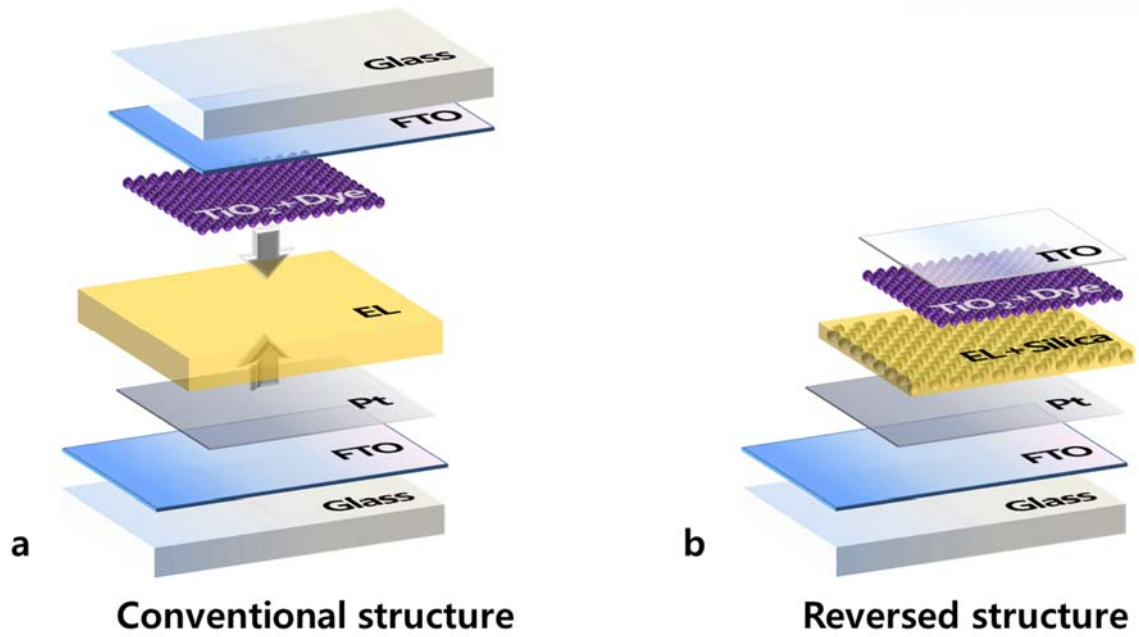 Glass
FTO
TiO₂+Dye
EL
Pt
FTO
Glass
a
Conventional structure
ITO
TiO₂+Dye
EL+Silica
Pt
FTO
Glass
b
Reversed structure